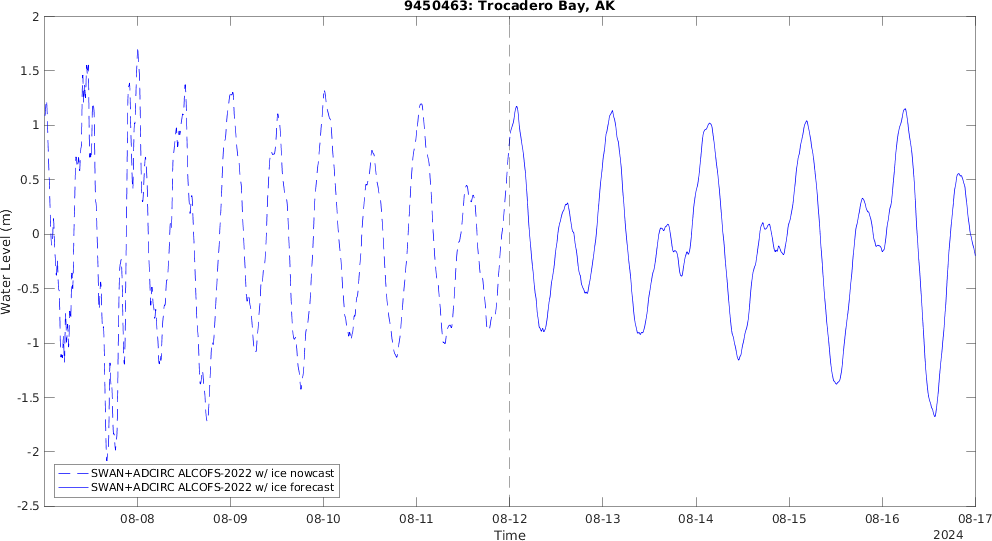 9450463: Trocadero Bay, AK
2
1.5
1
0.5
0
-0.5
-1
-1.5
-2
-2.5
Water Level (m)
SWAN+ADCIRC ALCOFS-2022 w/ ice nowcast
SWAN+ADCIRC ALCOFS-2022 w/ ice forecast
08-08 08-09 08-10 08-11 08-12 08-13 08-14 08-15 08-16 08-17
Time
2024